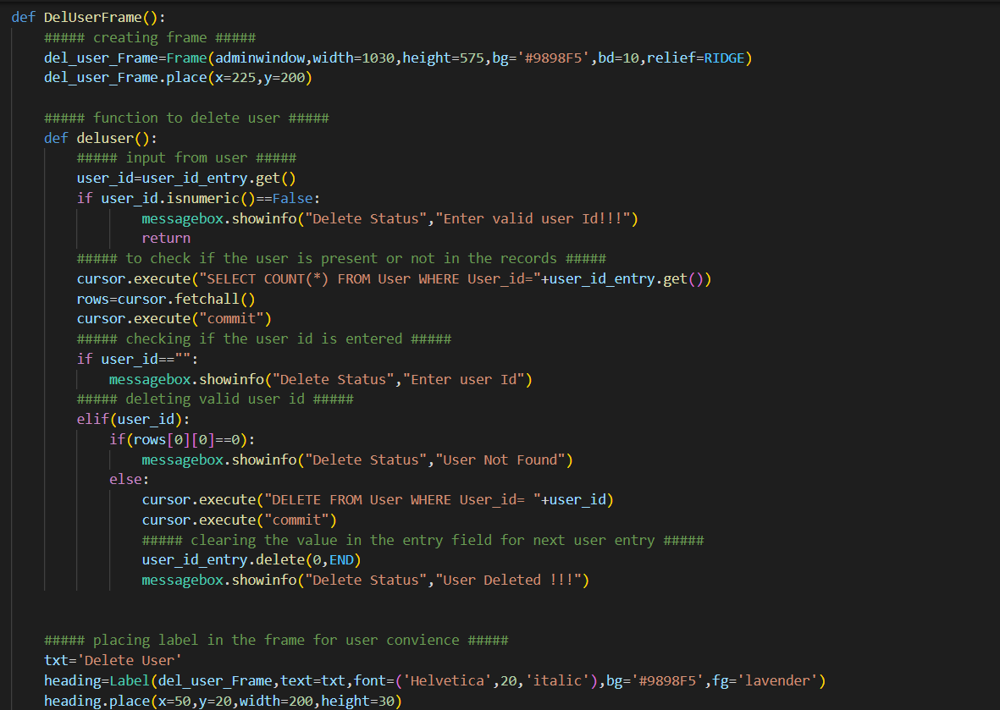 def DelUserFrame():
##### creating frame #####
del_user_Frame=Frame(adminwindow,width=1030,height=575,bg='#9898F5',bd=10,relief=RIDGE)
del_user_Frame.place(x=225,y=200)
##### function to delete user #####
def deluser():
##### input from user #####
user_id=user_id_entry.get()
if user_id.isnumeric()==False:
messagebox.showinfo("Delete Status","Enter valid user Id!!!")
return
##### to check if the user is present or not in the records #####
cursor.execute("SELECT COUNT(*) FROM User WHERE User_id="+user_id_entry.get())
rows=cursor.fetchall()
cursor.execute("commit")
##### checking if the user id is entered #####
if user_id=="":
messagebox.showinfo("Delete Status","Enter user Id")
##### deleting valid user id #####
elif(user_id):
if(rows[0][0]==0):
messagebox.showinfo("Delete Status","User Not Found")
else:
cursor.execute("DELETE FROM User WHERE User_id= "+user_id)
cursor.execute("commit")
##### clearing the value in the entry field for next user entry #####
user_id_entry.delete(0,END)
messagebox.showinfo("Delete Status","User Deleted !!!")
##### placing label in the frame for user convience #####
txt='Delete User'
heading=Label(del_user_Frame,text=txt,font=('Helvetica',20,'italic'),bg='#9898F5',fg='lavender')
heading.place(x=50,y=20,width=200,height=30)